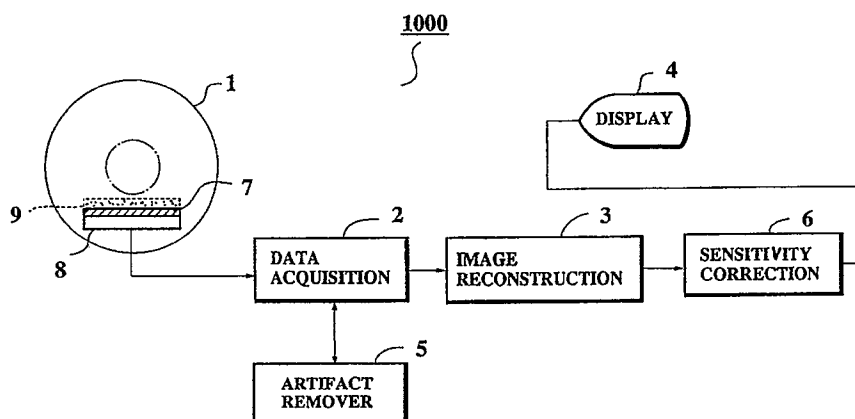 1000
1
4
DISPLAY
9
7
8
2
DATA
ACQUISITION
3
IMAGE
RECONSTRUCTION
6
SENSITIVITY
CORRECTION
5
ARTIFACT
REMOVER